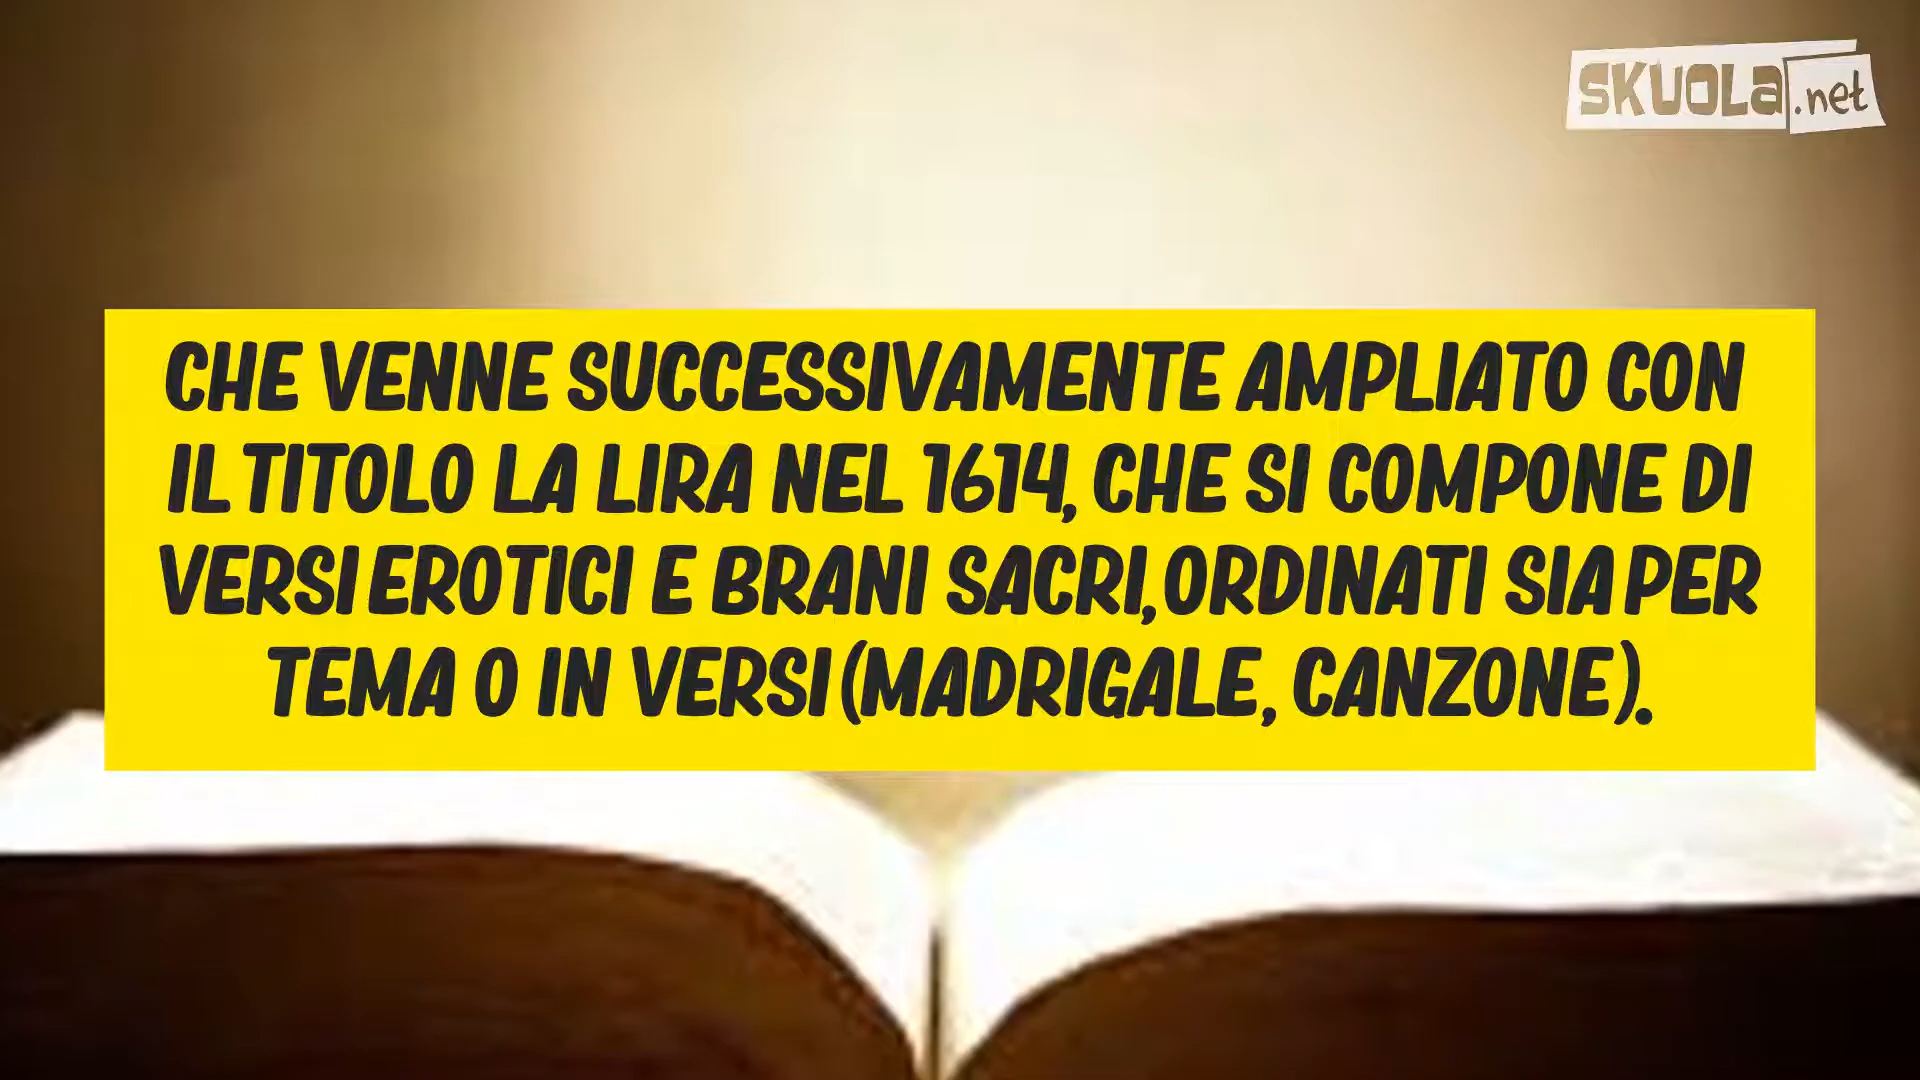 SKUOLA.net
CHE VENNE SUCCESSIVAMENTE AMPLIATO CON
IL TITOLO LA LIRA NEL 1614, CHE SI COMPONE DI
VERSI EROTICI E BRANI SACRI, ORDINATI SIA PER
TEMA O IN VERSI (MADRIGALE, CANZONE).